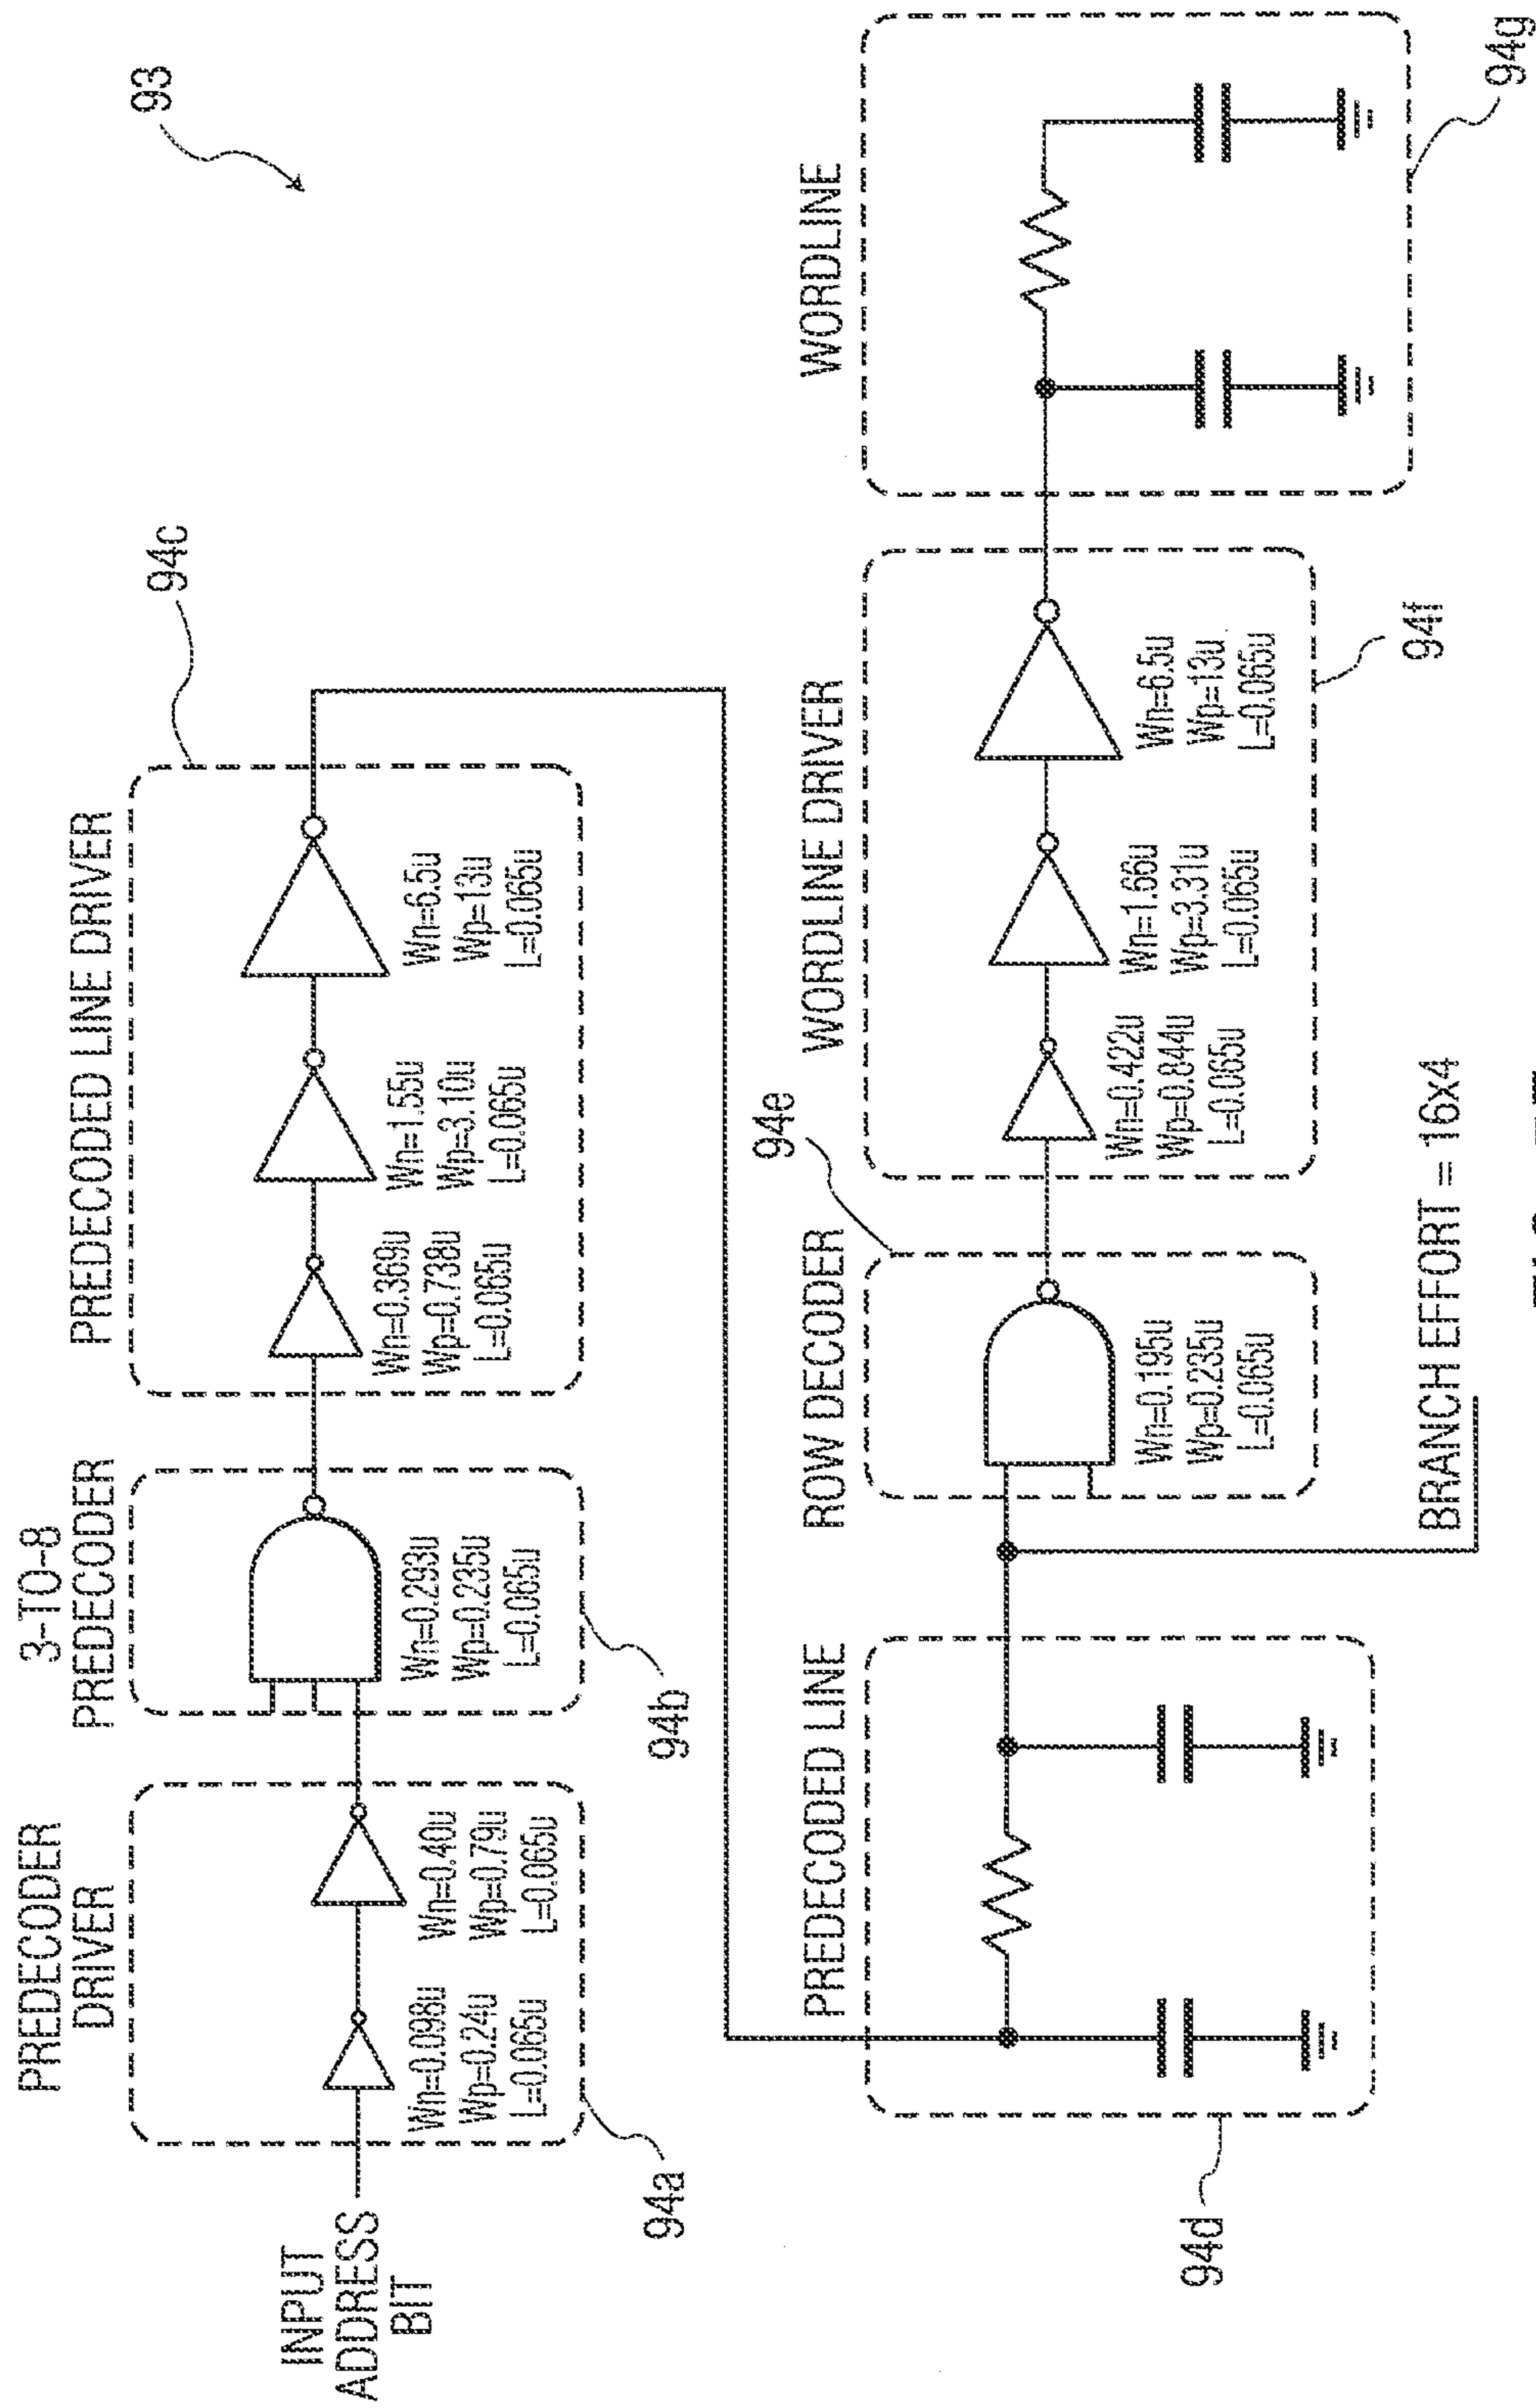 93
PREDECODER
DRIVER
Wn=0.098u
Wp=0.24u
L=0.065u
Wn=0.40u
Wp=0.79u
L=0.065u
INPUT
ADDRESS
BIT
94a
3-TO-8
PREDECODER
Wn=0.293u
Wp=0.235u
L=0.065u
94b
PREDECODED LINE DRIVER
Wn=0.369u
Wp=0.738u
L=0.065u
Wn=1.55u
Wp=3.10u
L=0.065u
Wn=6.5u
Wp=13u
L=0.065u
94c
PREDECODED LINE
94d
ROW DECODER
Wn=0.195u
Wp=0.235u
L=0.065u
94e
WORDLINE DRIVER
Wn=0.422u
Wp=0.844u
L=0.065u
Wn=1.66u
Wp=3.31u
L=0.065u
Wn=6.5u
Wp=13u
L=0.065u
94f
WORDLINE
94g
BRANCH EFFORT = 16x4